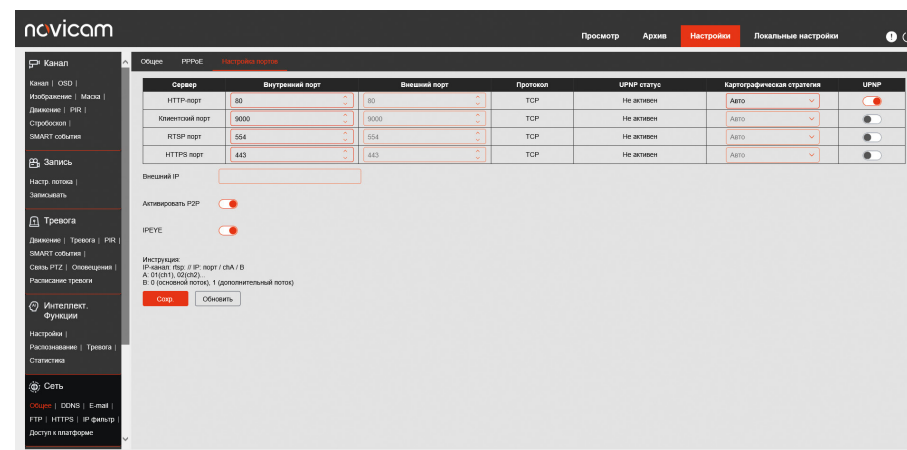 novicam
Просмотр Архив Настройки Локальные настройки
Канал
Канал | OSD |
Изображение | Маска |
Движение | PIR |
Стробоскоп |
SMART события
Запись
Настр. потока |
Записывать
Тревога
Движение | Тревога | PIR |
SMART события |
Связь PTZ | Оповещения |
Расписание тревоги
Интеллект.
Функции
Настройки |
Распознавание | Тревога |
Статистика
Сеть
Общее | DDNS | E-mail |
FTP | HTTPS | IP фильтр |
Доступ к платформе
Общее PPPoE Настройка портов
Сервер Внутренний порт Внешний порт Протокол UPNP статус Картографическая стратегия UPNP
HTTP-порт 80 80 TCP Не активен Авто
Клиентский порт 9000 9000 TCP Не активен Авто
RTSP порт 554 554 TCP Не активен Авто
HTTPS порт 443 443 TCP Не активен Авто
Внешний IP
Активировать P2P
IPEYE
Инструкция:
IP-канал: rtsp: // IP: порт / chA / B
A: 01(ch1), 02(ch2)...
B: 0 (основной поток), 1 (дополнительный поток)
Сохр. Обновить